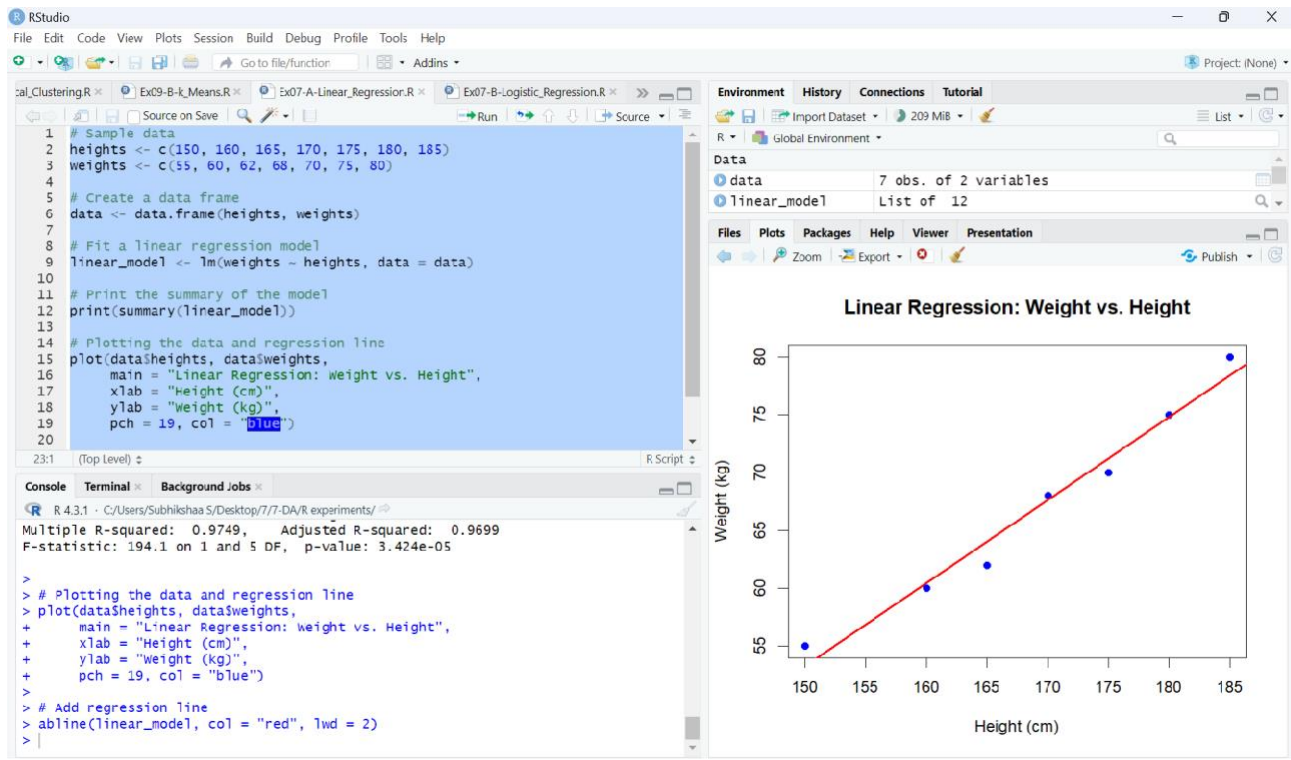 RStudio
File Edit Code View Plots Session Build Debug Profile Tools Help
Go to file/function Addins Project: (None)
cal_Clustering.R Ex09-B-k_Means.R Ex07-A-Linear_Regression.R Ex07-B-Logistic_Regression.R
Source on Save Run Source
1 # Sample data
2 heights <- c(150, 160, 165, 170, 175, 180, 185)
3 weights <- c(55, 60, 62, 68, 70, 75, 80)
4
5 # Create a data frame
6 data <- data.frame(heights, weights)
7
8 # Fit a linear regression model
9 linear_model <- lm(weights ~ heights, data = data)
10
11 # Print the summary of the model
12 print(summary(linear_model))
13
14 # Plotting the data and regression line
15 plot(data$heights, data$weights,
16 main = "Linear Regression: Weight vs. Height",
17 xlab = "Height (cm)",
18 ylab = "Weight (kg)",
19 pch = 19, col = "blue")
20
23:1 (Top Level) R Script
Console Terminal Background Jobs
R R 4.3.1 · C:/Users/Subhikshaa S/Desktop/7/7-DA/R experiments/
Multiple R-squared: 0.9749, Adjusted R-squared: 0.9699
F-statistic: 194.1 on 1 and 5 DF, p-value: 3.424e-05
>
> # Plotting the data and regression line
> plot(data$heights, data$weights,
+ main = "Linear Regression: Weight vs. Height",
+ xlab = "Height (cm)",
+ ylab = "Weight (kg)",
+ pch = 19, col = "blue")
>
> # Add regression line
> abline(linear_model, col = "red", lwd = 2)
>
Environment History Connections Tutorial
Import Dataset 209 MiB List
R Global Environment
Data
data 7 obs. of 2 variables
linear_model List of 12
Files Plots Packages Help Viewer Presentation
Zoom Export Publish
Linear Regression: Weight vs. Height
Weight (kg)
80
75
70
65
60
55
150 155 160 165 170 175 180 185
Height (cm)